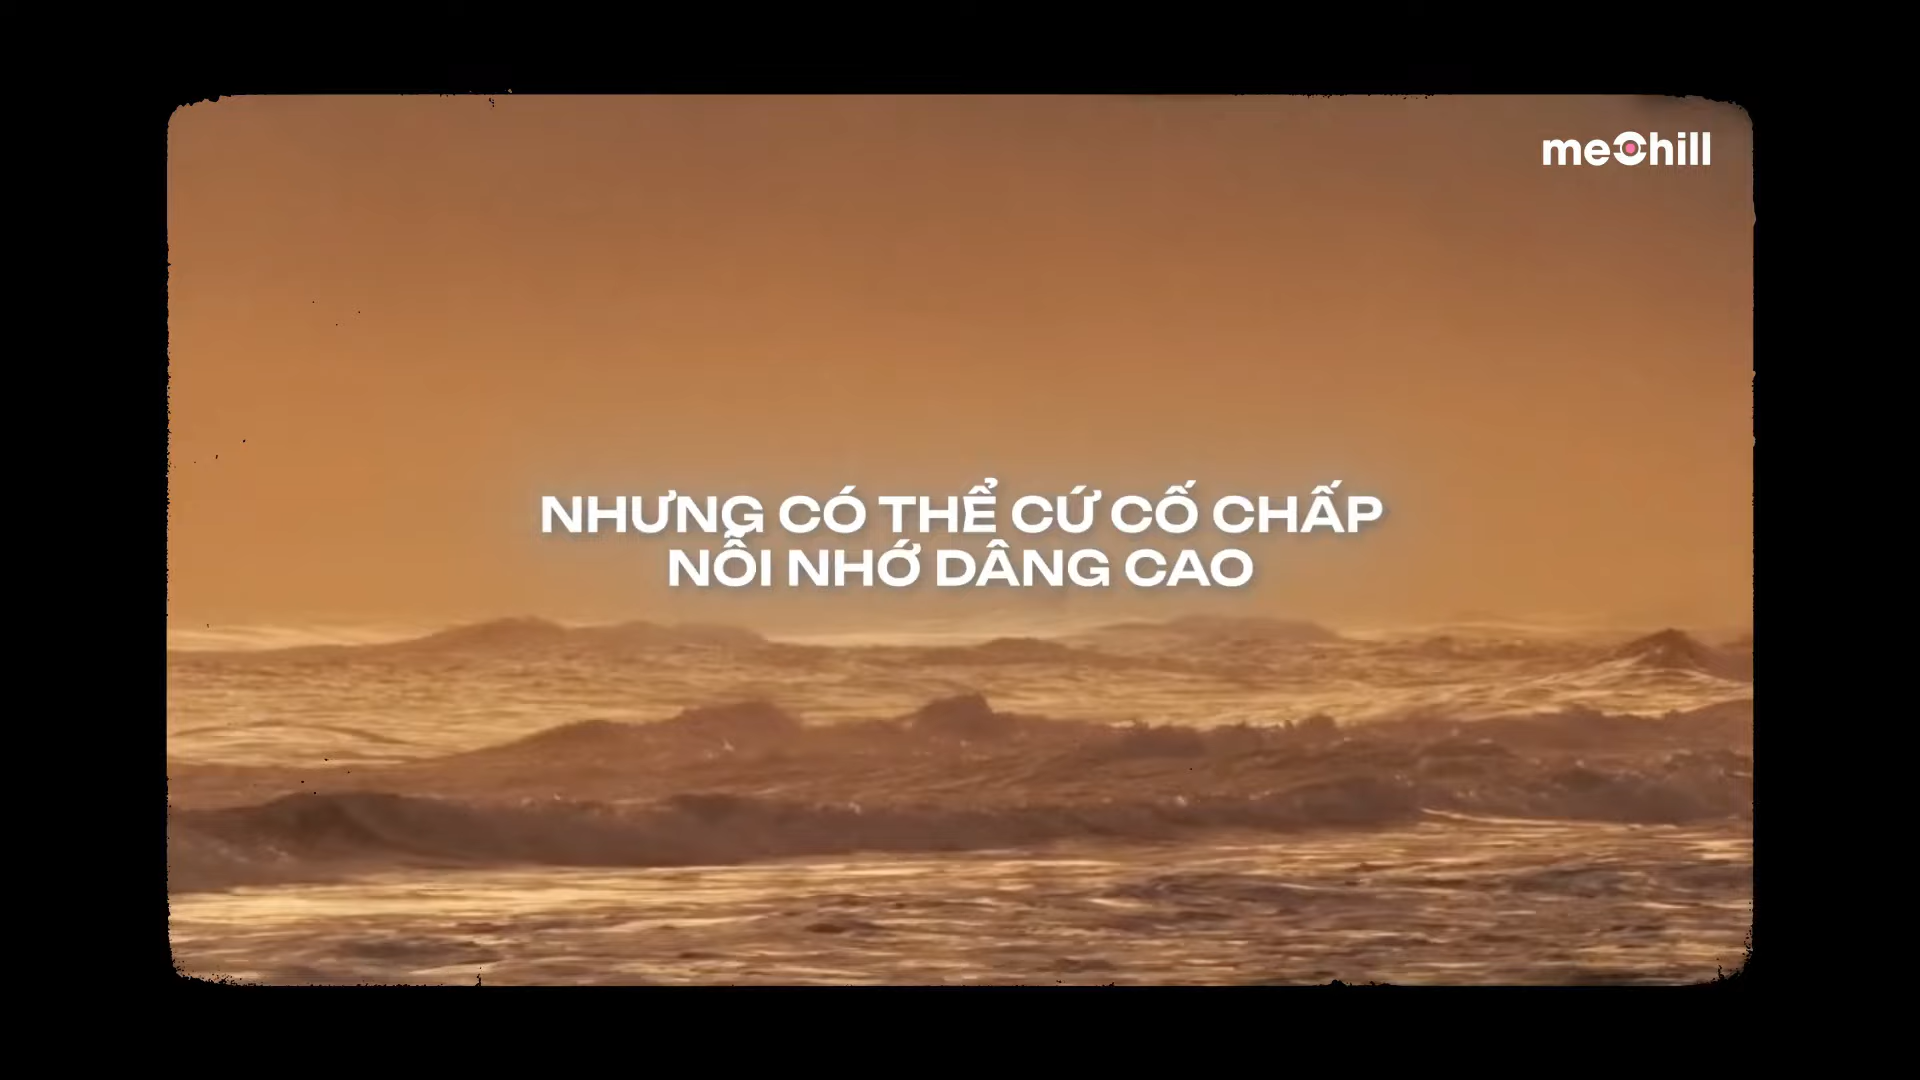 meChill
NHƯNG CÓ THỂ CỨ CỐ CHẤP
NỖI NHỚ DÂNG CAO